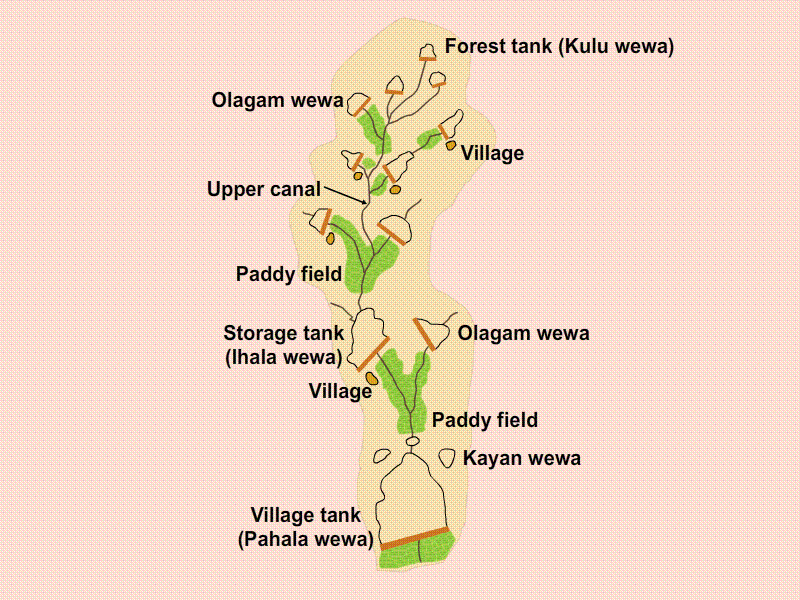 Forest tank (Kulu wewa)
Olagam wewa
Village
Upper canal
Paddy field
Storage tank
(Ihala wewa)
Olagam wewa
Village
Paddy field
Kayan wewa
Village tank
(Pahala wewa)